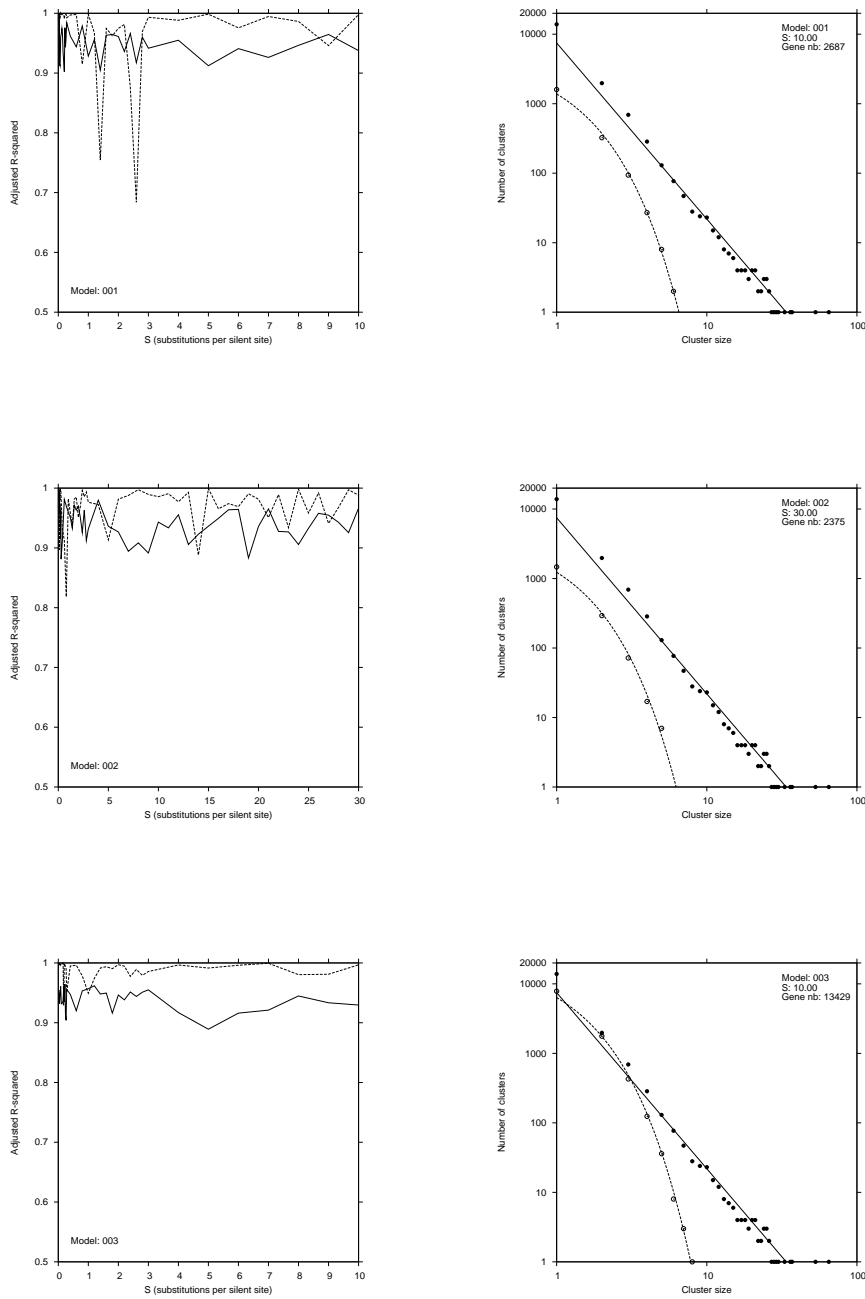 1
0.9
0.8
0.7
0.6
0.5
Adjusted R-squared
Model: 001
0 1 2 3 4 5 6 7 8 9 10
S (substitutions per silent site)
20000
10000
1000
100
10
1
Number of clusters
Model: 001
S: 10.00
Gene nb: 2687
1 10 100
Cluster size
1
0.9
0.8
0.7
0.6
0.5
Adjusted R-squared
Model: 002
0 5 10 15 20 25 30
S (substitutions per silent site)
20000
10000
1000
100
10
1
Number of clusters
Model: 002
S: 30.00
Gene nb: 2375
1 10 100
Cluster size
1
0.9
0.8
0.7
0.6
0.5
Adjusted R-squared
Model: 003
0 1 2 3 4 5 6 7 8 9 10
S (substitutions per silent site)
20000
10000
1000
100
10
1
Number of clusters
Model: 003
S: 10.00
Gene nb: 13429
1 10 100
Cluster size